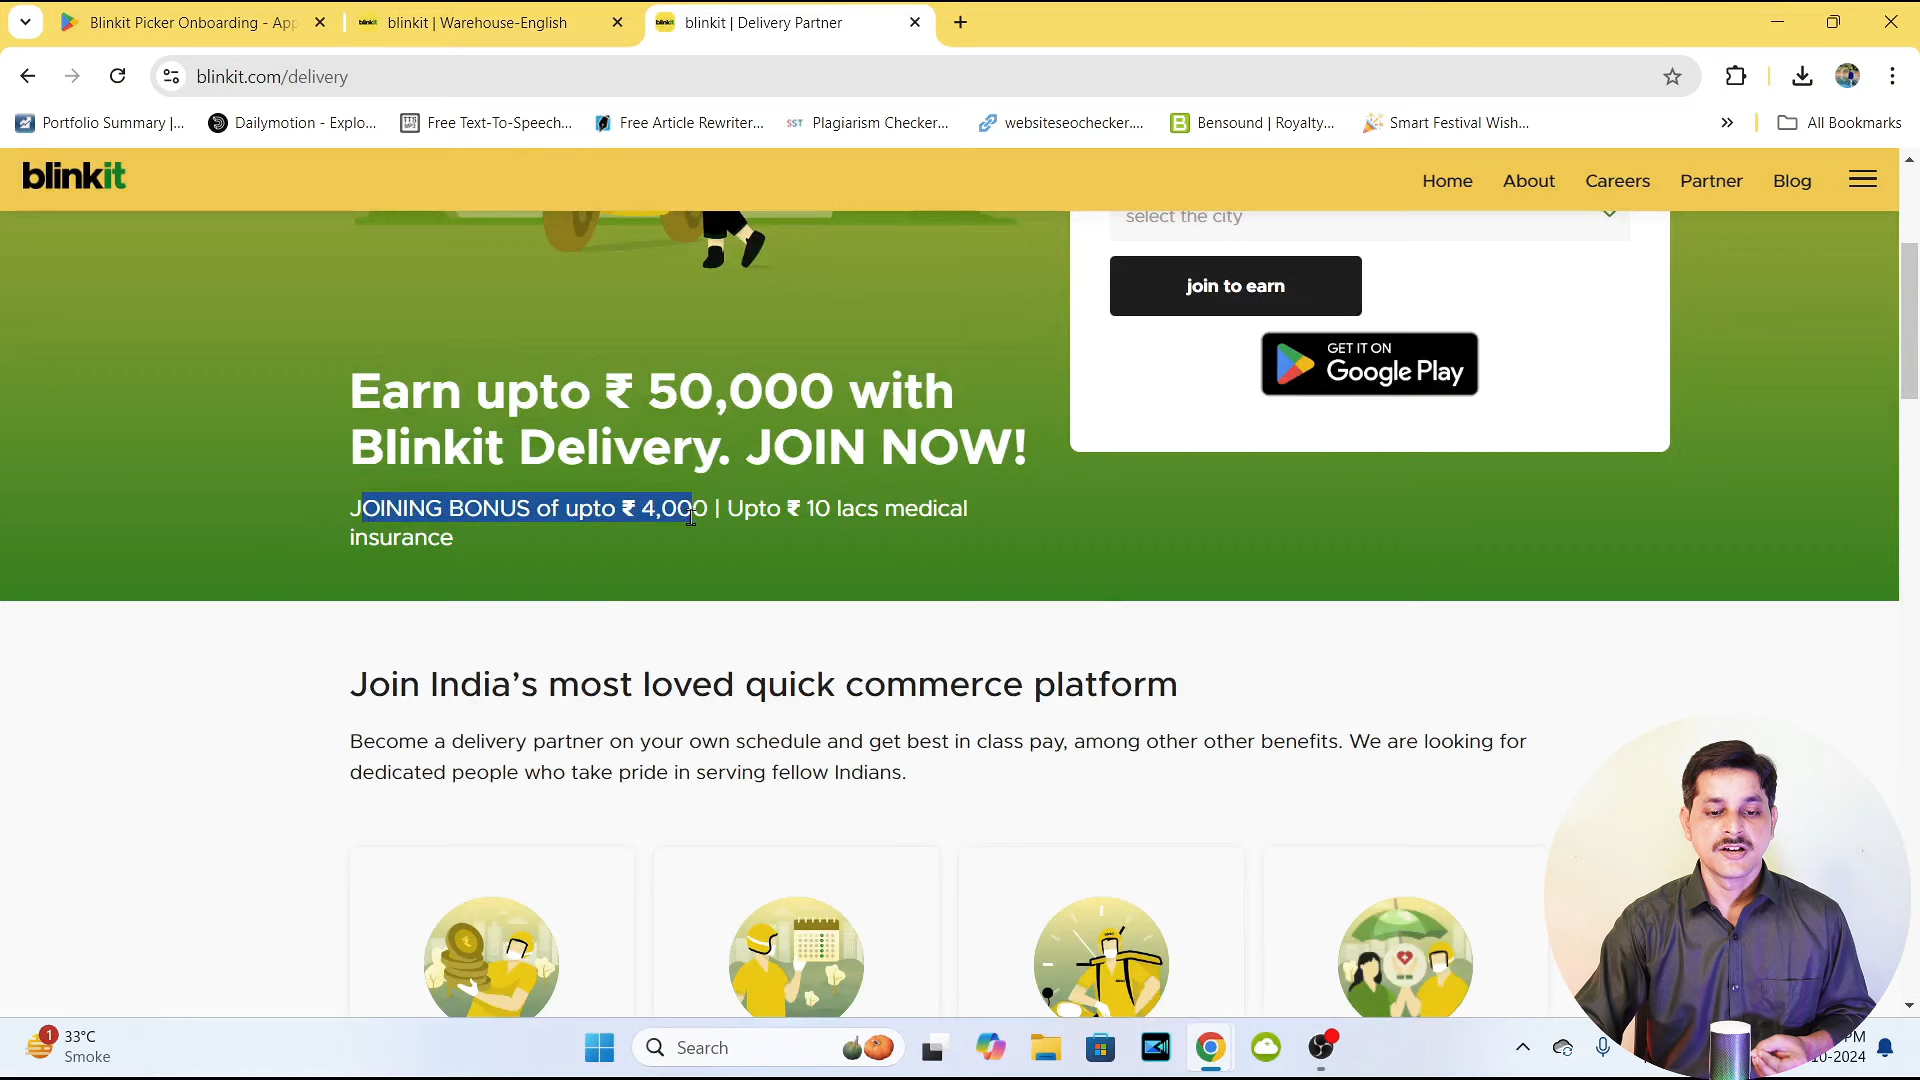 Blinkit Picker Onboarding - App
blinkit | Warehouse-English
blinkit | Delivery Partner
blinkit.com/delivery
Portfolio Summary |...
Dailymotion - Explo...
Free Text-To-Speech...
Free Article Rewriter...
SST Plagiarism Checker...
websiteseochecker....
Bensound | Royalty...
Smart Festival Wish...
All Bookmarks
blinkit
Home
About
Careers
Partner
Blog
select the city
join to earn
GET IT ON
Google Play
Earn upto ₹ 50,000 with
Blinkit Delivery. JOIN NOW!
JOINING BONUS of upto ₹ 4,000 | Upto ₹ 10 lacs medical
insurance
Join India’s most loved quick commerce platform
Become a delivery partner on your own schedule and get best in class pay, among other other benefits. We are looking for
dedicated people who take pride in serving fellow Indians.
1
33°C
Smoke
Search
PM
10-2024